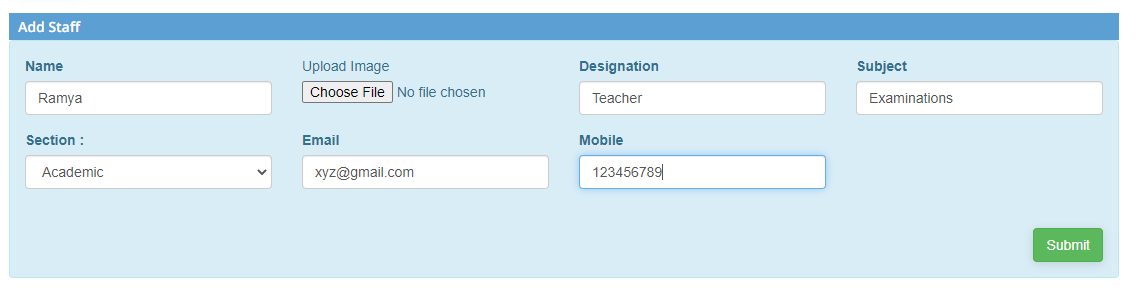 Add Staff
Name Upload Image Designation Subject
Ramya Choose File No file chosen Teacher Examinations
Section : Email Mobile
Academic xyz@gmail.com 123456789
Submit